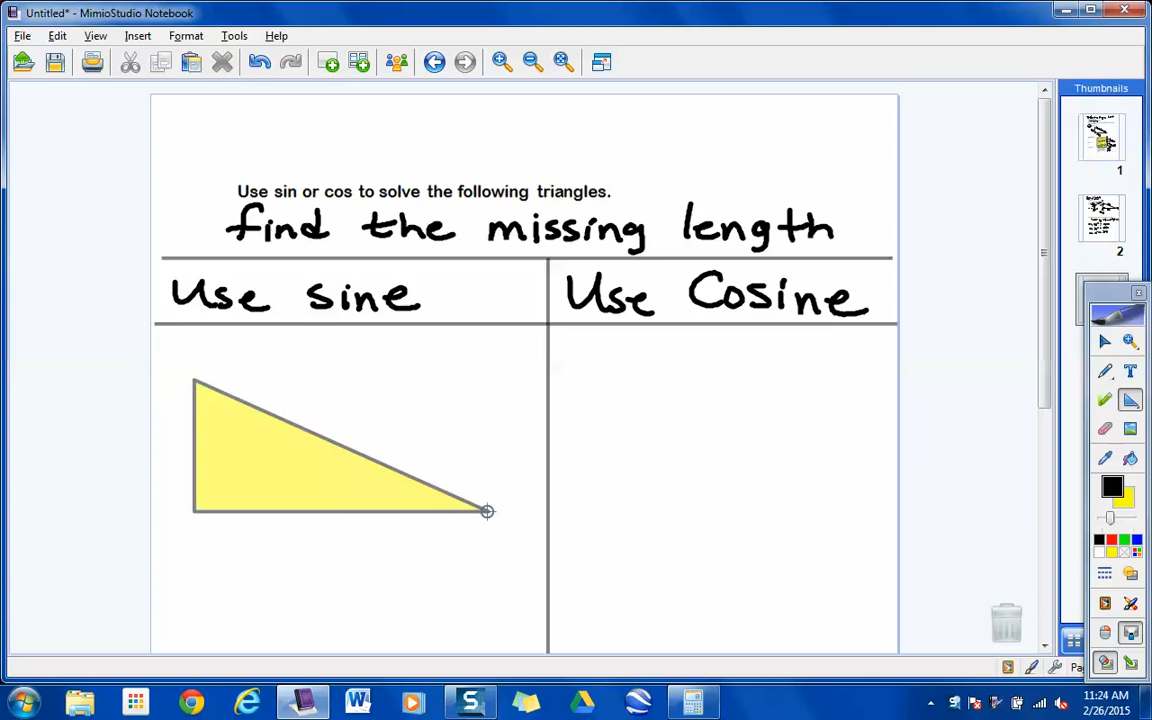 Untitled* - MimioStudio Notebook
File Edit View Insert Format Tools Help
Thumbnails
1
2
Use sin or cos to solve the following triangles.
find the missing length
Use sine
Use Cosine
11:24 AM
2/26/2015